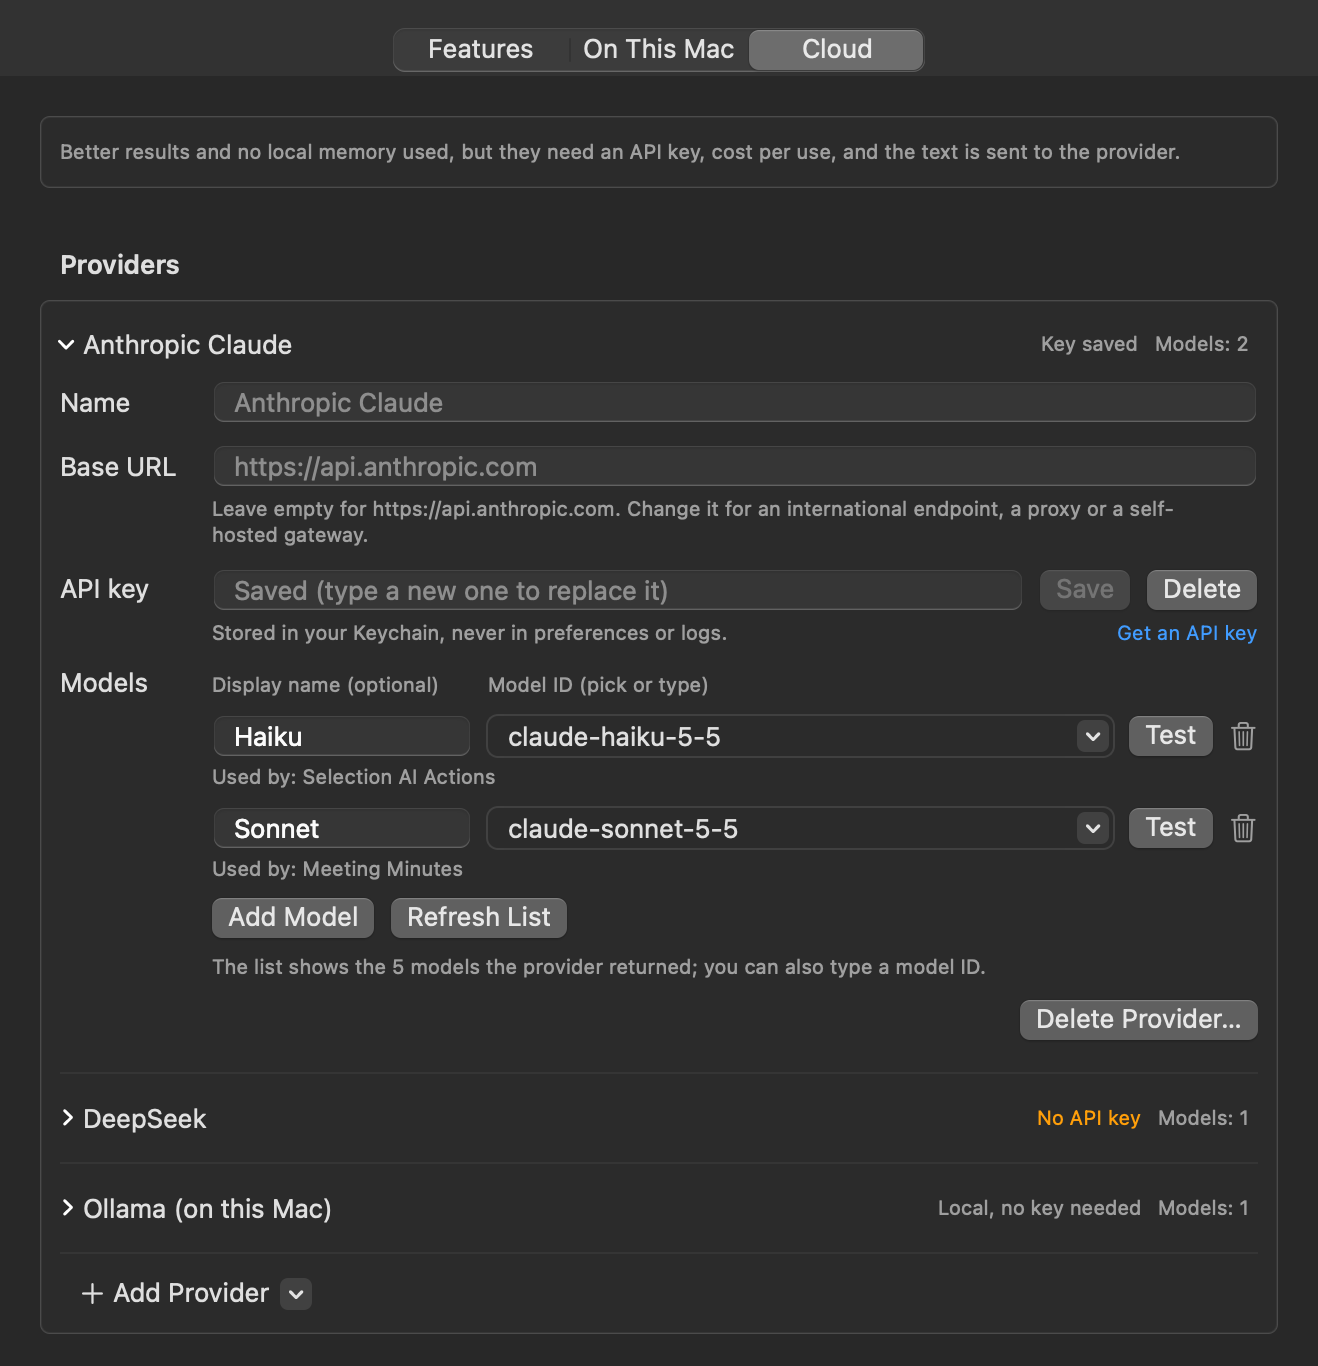 Features On This Mac Cloud
Better results and no local memory used, but they need an API key, cost per use, and the text is sent to the provider.
Providers
Anthropic Claude Key saved Models: 2
Name Anthropic Claude
Base URL https://api.anthropic.com
Leave empty for https://api.anthropic.com. Change it for an international endpoint, a proxy or a self-
hosted gateway.
API key Saved (type a new one to replace it) Save Delete
Stored in your Keychain, never in preferences or logs. Get an API key
Models Display name (optional) Model ID (pick or type)
Haiku claude-haiku-5-5 Test
Used by: Selection AI Actions
Sonnet claude-sonnet-5-5 Test
Used by: Meeting Minutes
Add Model Refresh List
The list shows the 5 models the provider returned; you can also type a model ID.
Delete Provider...
DeepSeek No API key Models: 1
Ollama (on this Mac) Local, no key needed Models: 1
Add Provider